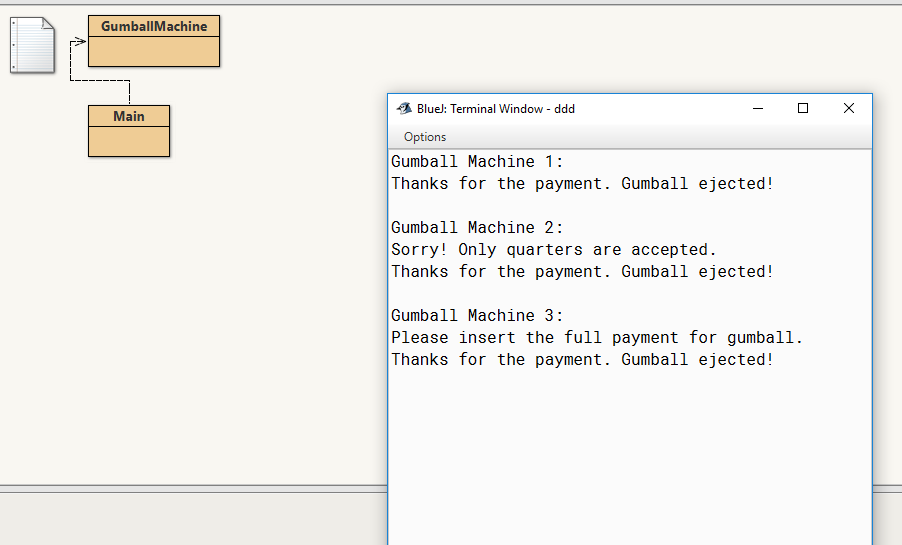 GumballMachine
Main
BlueJ: Terminal Window - ddd
Options
Gumball Machine 1:
Thanks for the payment. Gumball ejected!
Gumball Machine 2:
Sorry! Only quarters are accepted.
Thanks for the payment. Gumball ejected!
Gumball Machine 3:
Please insert the full payment for gumball.
Thanks for the payment. Gumball ejected!